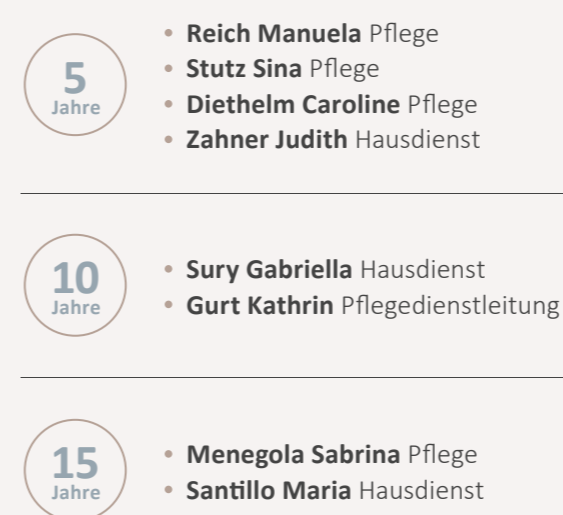 5
Jahre
• Reich Manuela Pflege
• Stutz Sina Pflege
• Diethelm Caroline Pflege
• Zahner Judith Hausdienst
10
Jahre
• Sury Gabriella Hausdienst
• Gurt Kathrin Pflegedienstleitung
15
Jahre
• Menegola Sabrina Pflege
• Santillo Maria Hausdienst